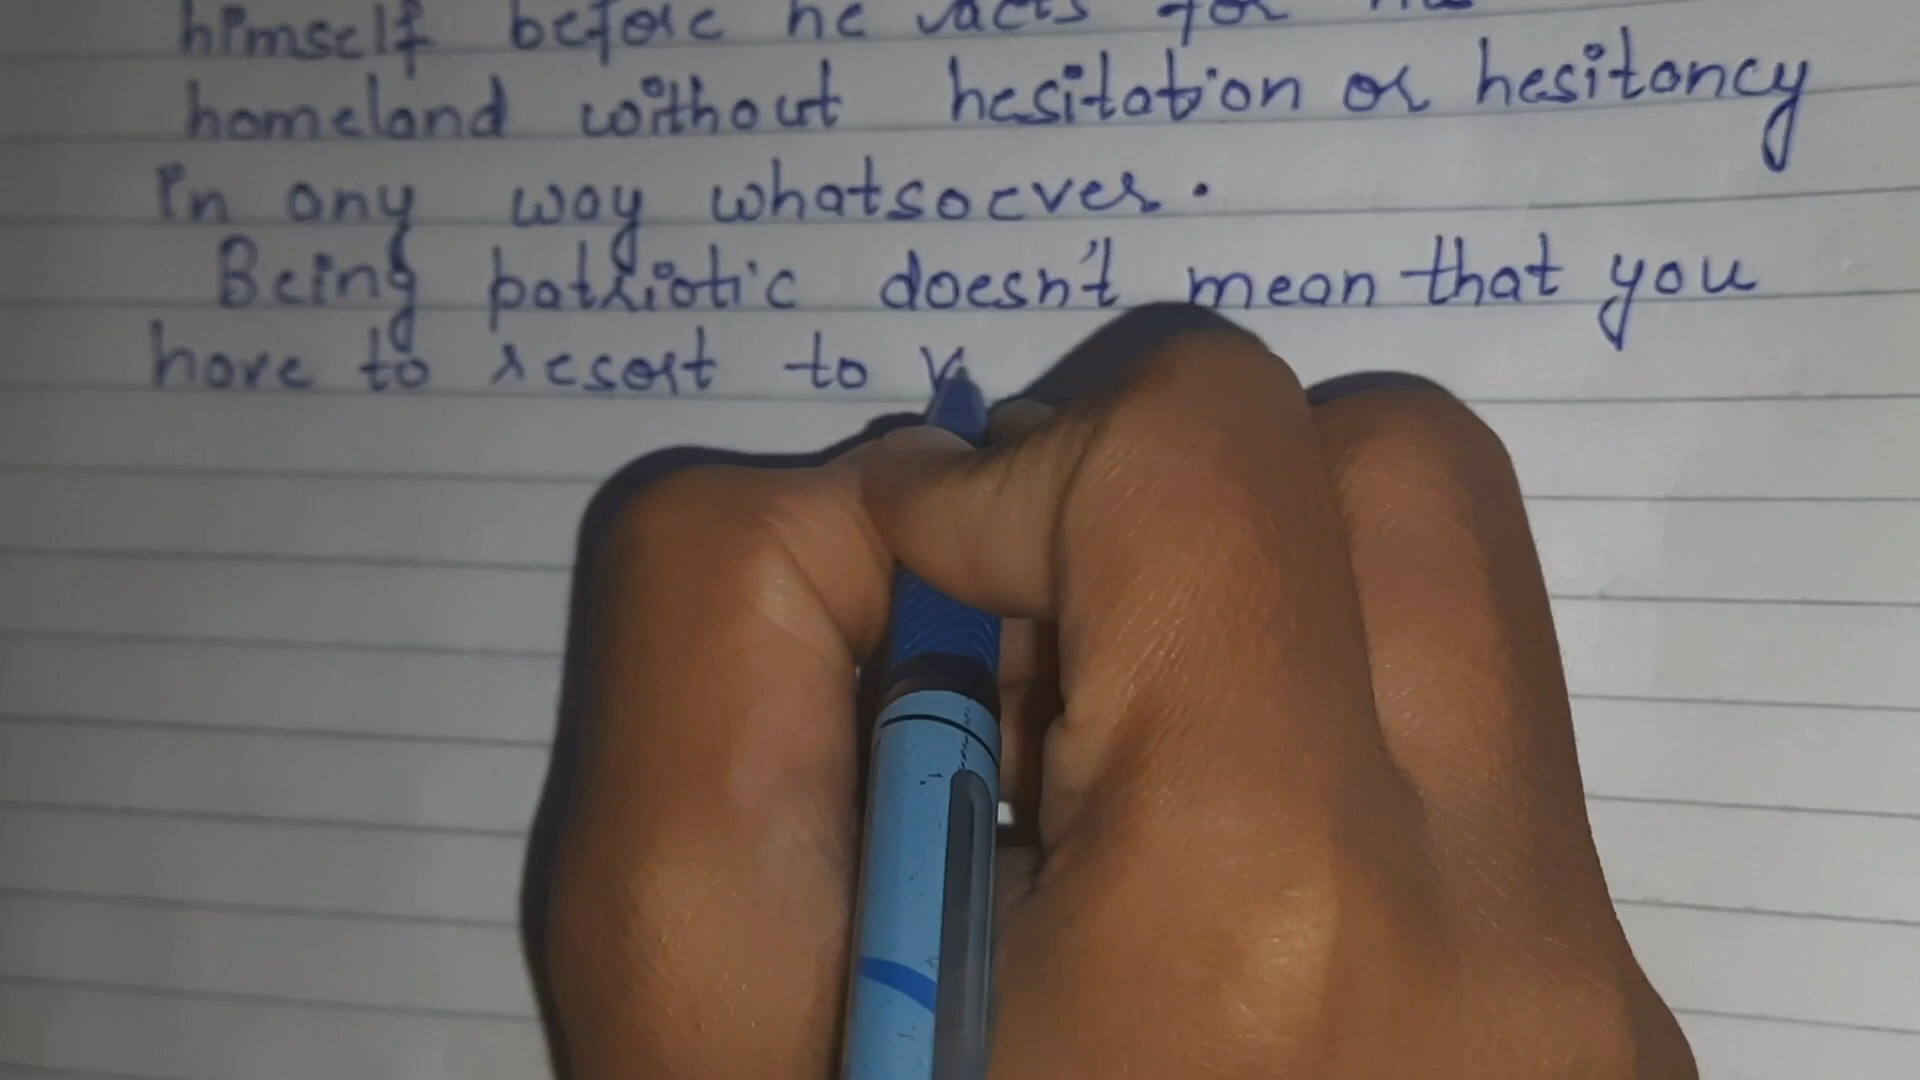 himself before he acts for his
homeland without hesitation or hesitancy
in any way whatsoever.
Being patriotic doesn't mean that you
have to resort to